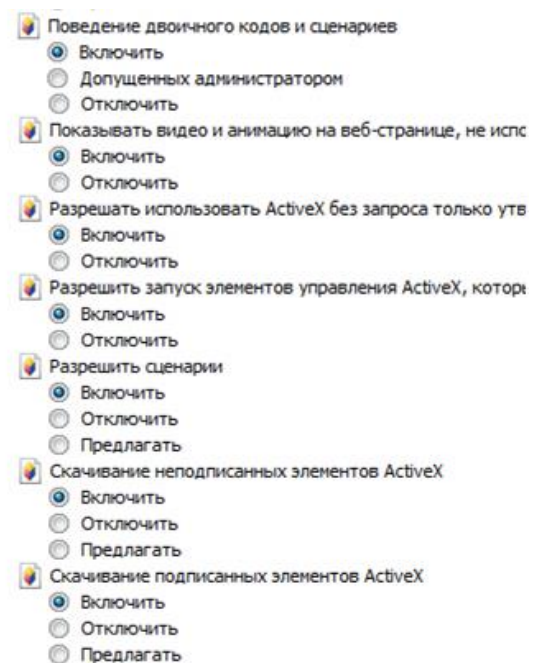 Поведение двоичного кодов и сценариев
Включить
Допущенных администратором
Отключить
Показывать видео и анимацию на веб-странице, не испо
Включить
Отключить
Разрешать использовать ActiveX без запроса только утв
Включить
Отключить
Разрешить запуск элементов управления ActiveX, которы
Включить
Отключить
Разрешить сценарии
Включить
Отключить
Предлагать
Скачивание неподписанных элементов ActiveX
Включить
Отключить
Предлагать
Скачивание подписанных элементов ActiveX
Включить
Отключить
Предлагать